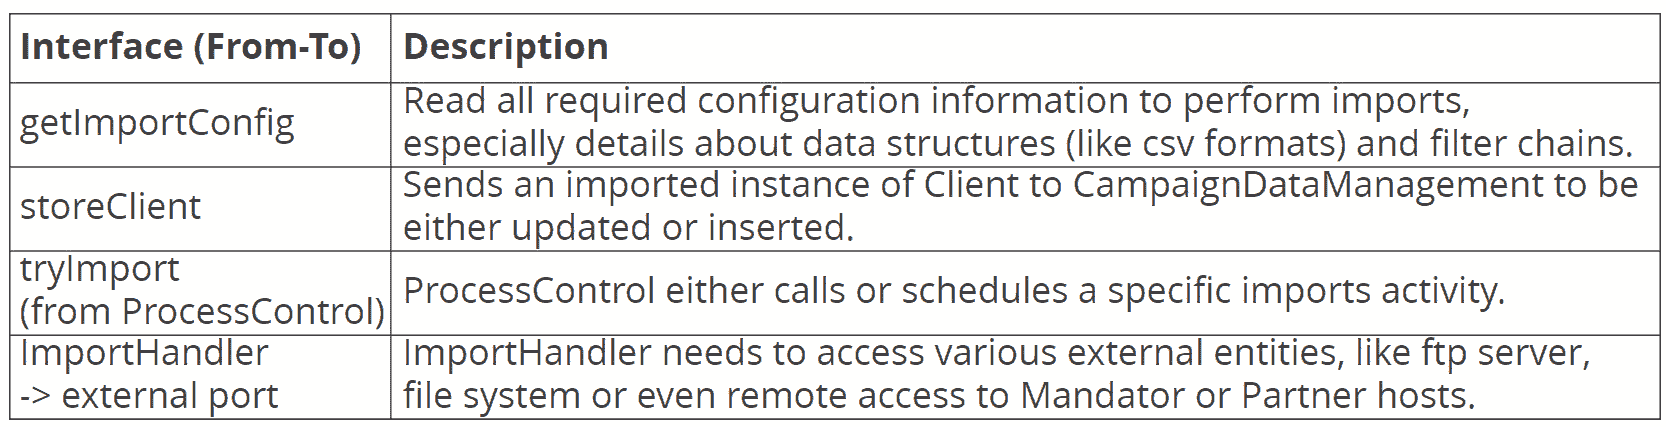 Interface (From-To) Description
getImportConfig
Read all required configuration information to perform imports,
especially details about data structures (like csv formats) and filter chains.
storeClient
Sends an imported instance of Client to CampaignDataManagement to be
either updated or inserted.
tryImport
(from ProcessControl)
ProcessControl either calls or schedules a specific imports activity.
ImportHandler
-> external port
ImportHandler needs to access various external entities, like ftp server,
file system or even remote access to Mandator or Partner hosts.